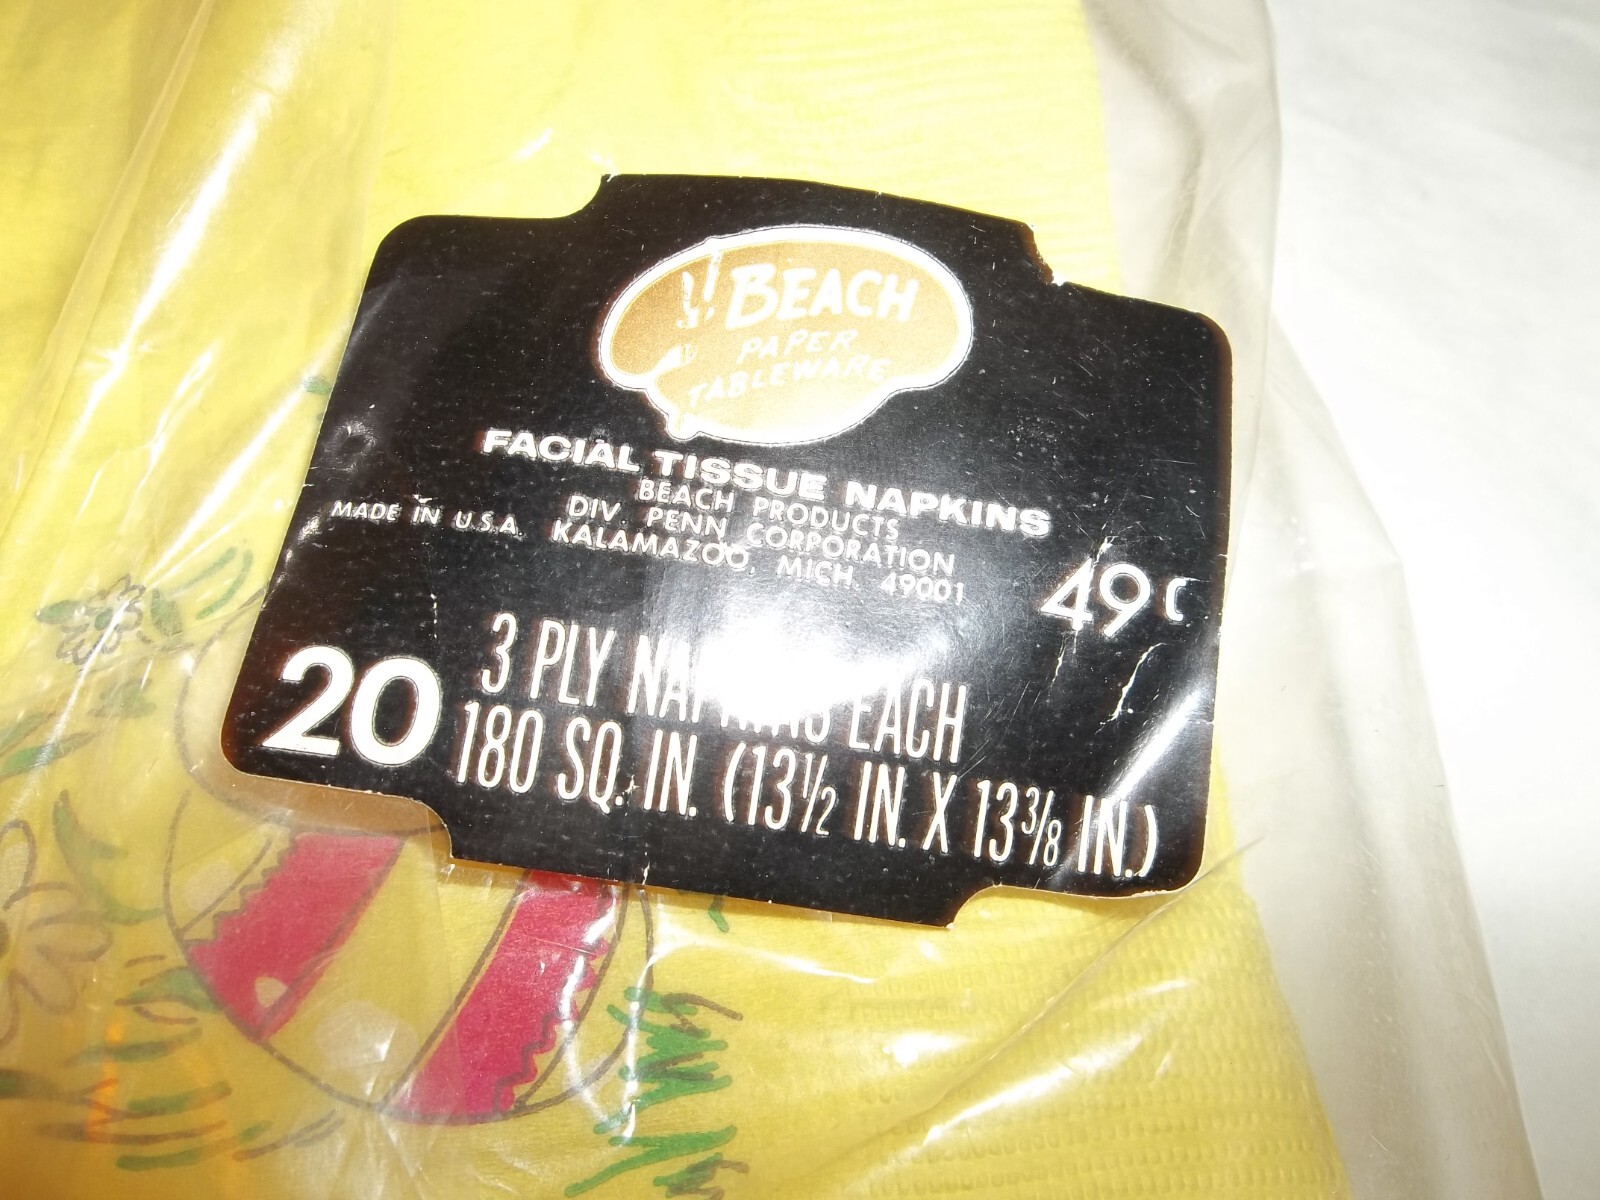 BEACH
PAPER
TABLEWARE
FACIAL TISSUE NAPKINS
BEACH PRODUCTS
DIV. PENN CORPORATION
MADE IN U.S.A. KALAMAZOO, MICH. 49001
49¢
20
3 PLY NAPKINS EACH
180 SQ. IN. (13½ IN. X 13⅜ IN.)